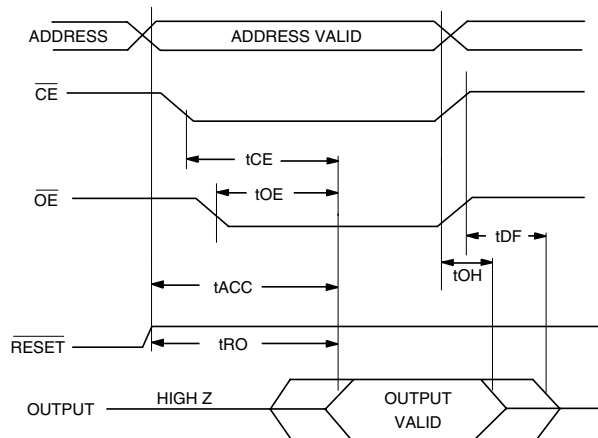 ADDRESS
ADDRESS VALID
CE
tCE
OE
tOE
tDF
tOH
tACC
RESET
tRO
OUTPUT
HIGH Z
OUTPUT
VALID